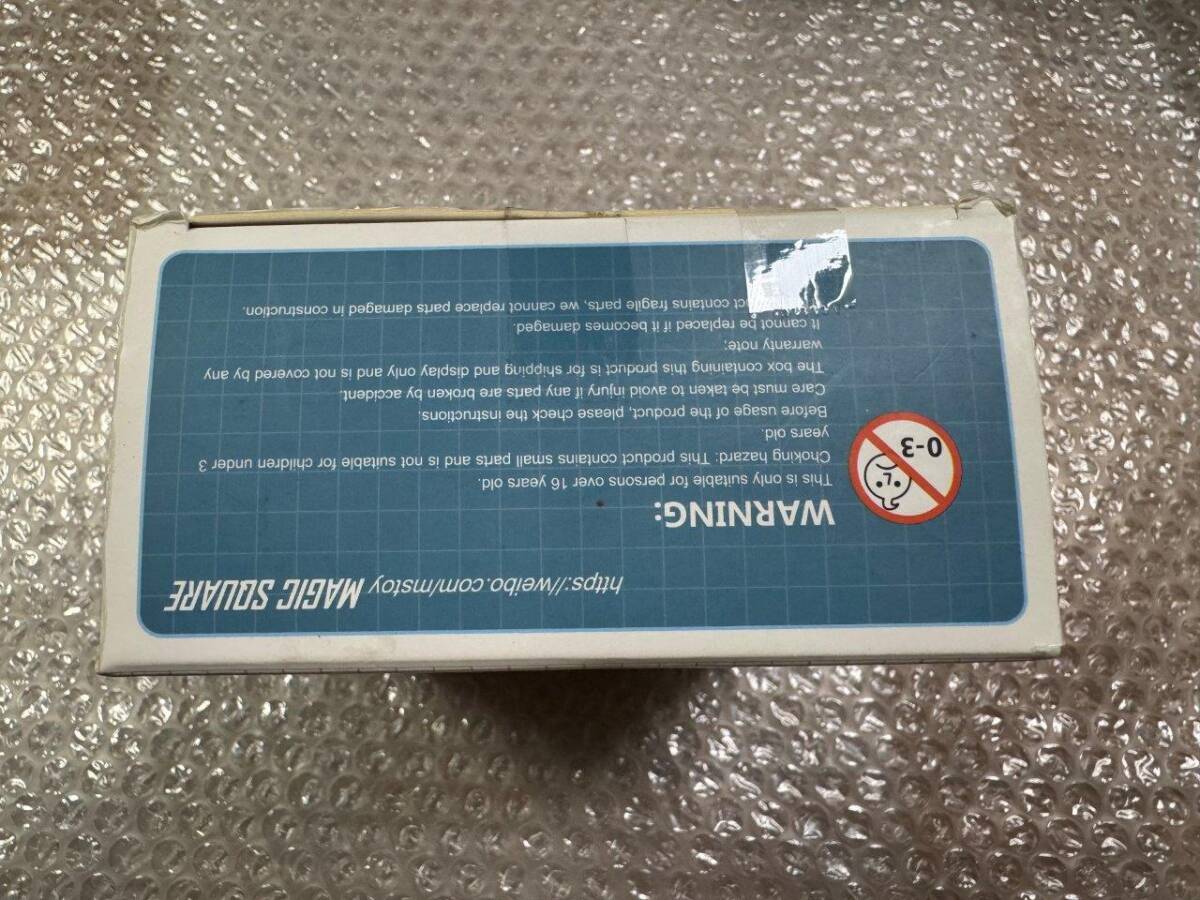 https://weibo.com/mstoy MAGIC SQUARE
WARNING:
This is only suitable for persons over 16 years old.
Choking hazard: This product contains small parts and is not suitable for children under 3
years old.
0-3
Before usage of the product, please check the instructions.
Care must be taken to avoid injury if any parts are broken by accident.
The box containing this product is for shipping and display only and is not covered by any
warranty note;
It cannot be replaced if it becomes damaged.
contains fragile parts, we cannot replace parts damaged in construction.